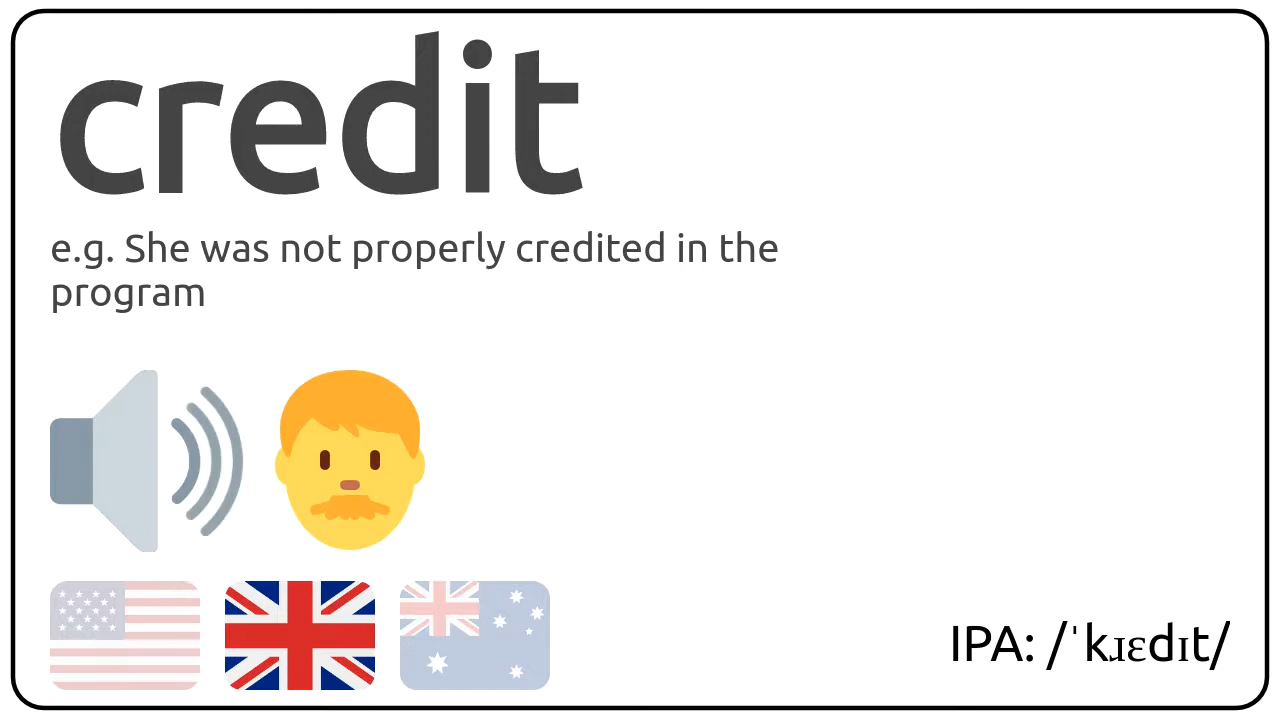 credit
e.g. She was not properly credited in the
program
IPA: /ˈkɹɛdɪt/